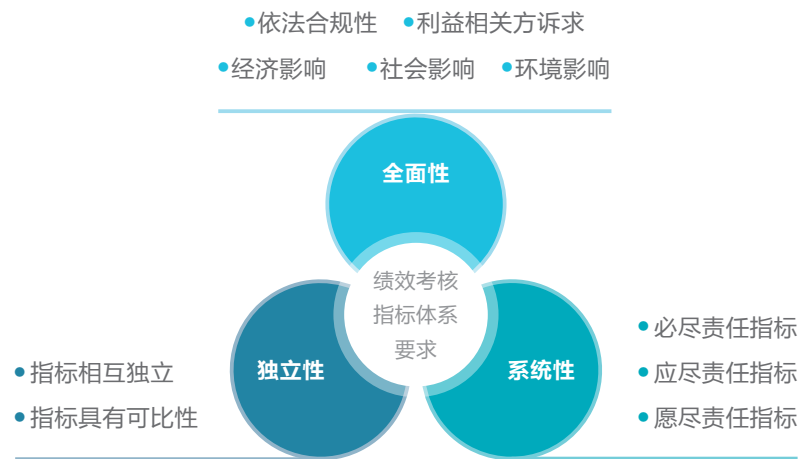 •依法合规性 •利益相关方诉求
•经济影响 •社会影响 •环境影响
全面性
绩效考核
指标体系
要求
独立性
•指标相互独立
•指标具有可比性
系统性
•必尽责任指标
•应尽责任指标
•愿尽责任指标